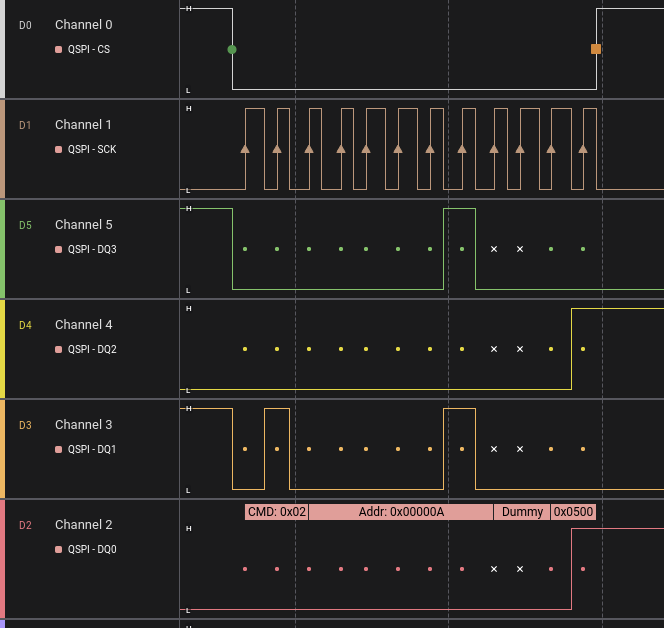 D0 Channel 0
QSPI - CS
H
L
D1 Channel 1
QSPI - SCK
H
L
D5 Channel 5
QSPI - DQ3
H
L
D4 Channel 4
QSPI - DQ2
H
L
D3 Channel 3
QSPI - DQ1
H
L
D2 Channel 2
QSPI - DQ0
CMD: 0x02 Addr: 0x00000A Dummy 0x0500
H
L
H